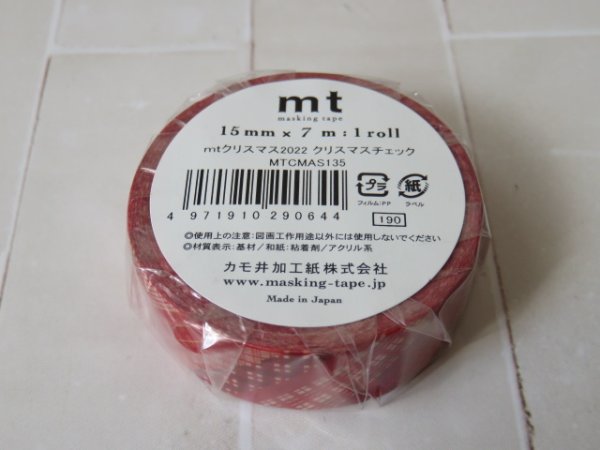 mt
masking tape
15mm x 7 m : 1 roll
mtクリスマス2022 クリスマスチェック
MTCMAS135
プラ 紙
フィルム:PP ラベル
4 971910 290644
190
◎使用上の注意:図画工作用途以外には使用しないでください
◎材質表示:基材/和紙:粘着剤/アクリル系
カモ井加工紙株式会社
www.masking-tape.jp
Made in Japan